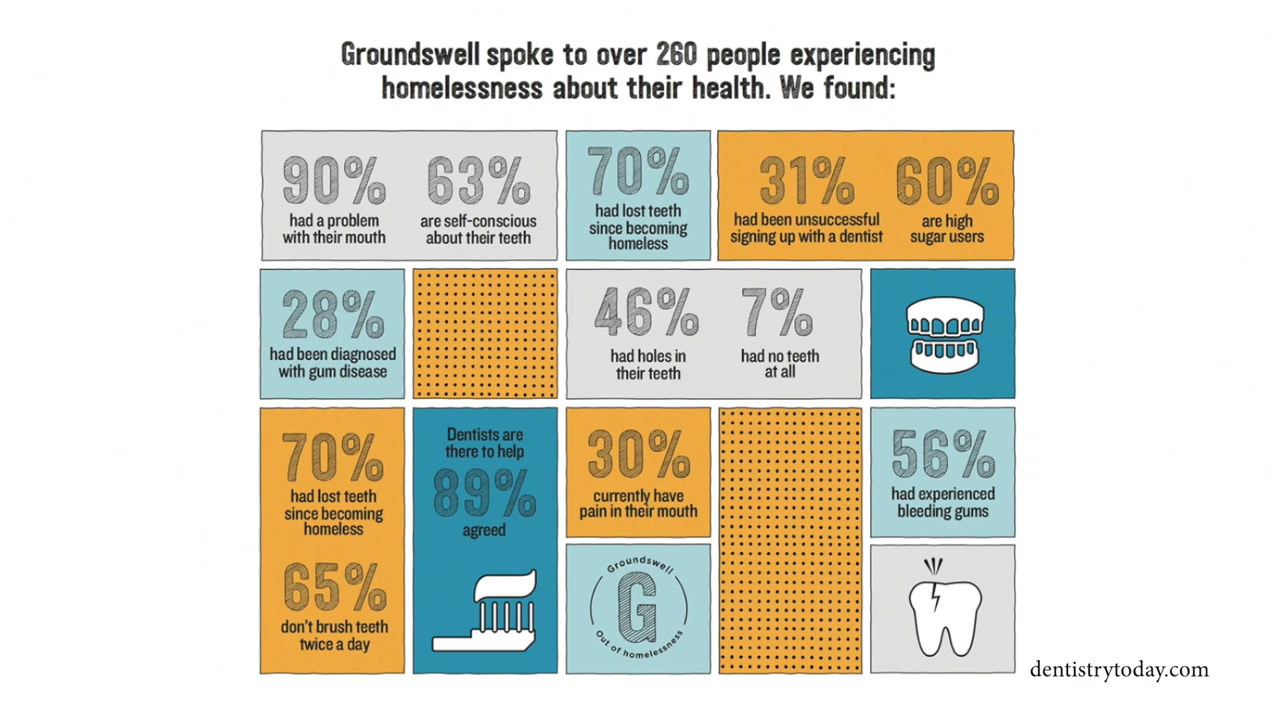 Groundswell spoke to over 260 people experiencing
homelessness about their health. We found:
90%
had a problem
with their mouth
63%
are self-conscious
about their teeth
70%
had lost teeth
since becoming
homeless
31%
had been unsuccessful
signing up with a dentist
60%
are high
sugar users
28%
had been diagnosed
with gum disease
46%
had holes in
their teeth
7%
had no teeth
at all
70%
had lost teeth
since becoming
homeless
65%
don't brush teeth
twice a day
Dentists are
there to help
89%
agreed
30%
currently have
pain in their mouth
Groundswell
G
Out of homelessness
56%
had experienced
bleeding gums
dentistrytoday.com